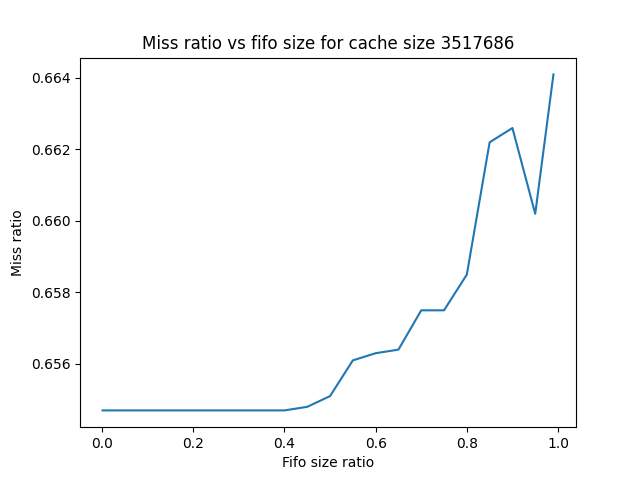 Miss ratio vs fifo size for cache size 3517686
0.664
0.662
0.660
0.658
0.656
Miss ratio
0.0 0.2 0.4 0.6 0.8 1.0
Fifo size ratio